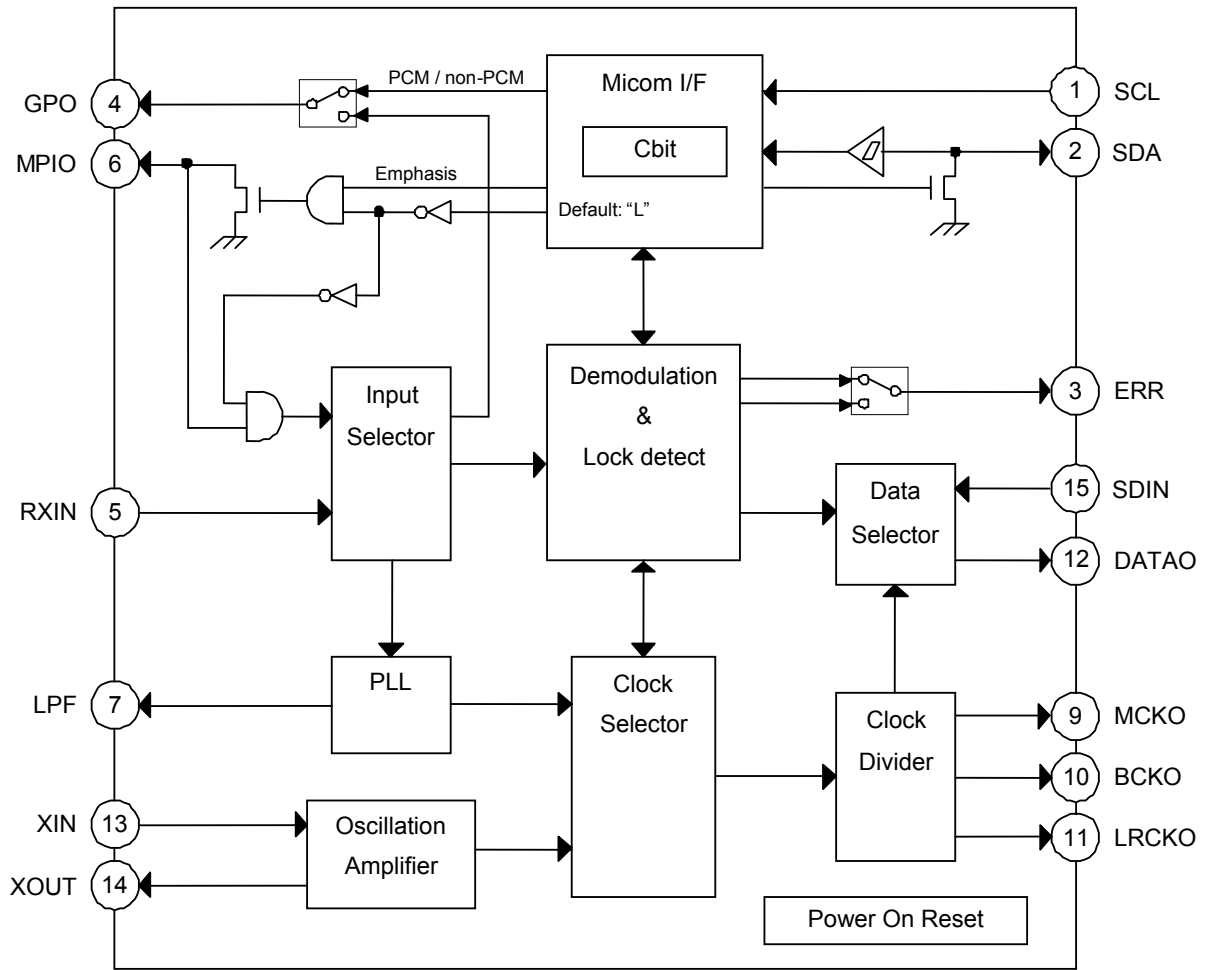 PCM / non-PCM
Micom I/F
GPO
4
1
SCL
Cbit
MPIO
6
2
SDA
Emphasis
Default: “L”
Input
Selector
Demodulation
&
Lock detect
3
ERR
RXIN
5
Data
Selector
15
SDIN
12
DATAO
LPF
7
PLL
Clock
Selector
Clock
Divider
9
MCKO
10
BCKO
XIN
13
Oscillation
Amplifier
11
LRCKO
XOUT
14
Power On Reset